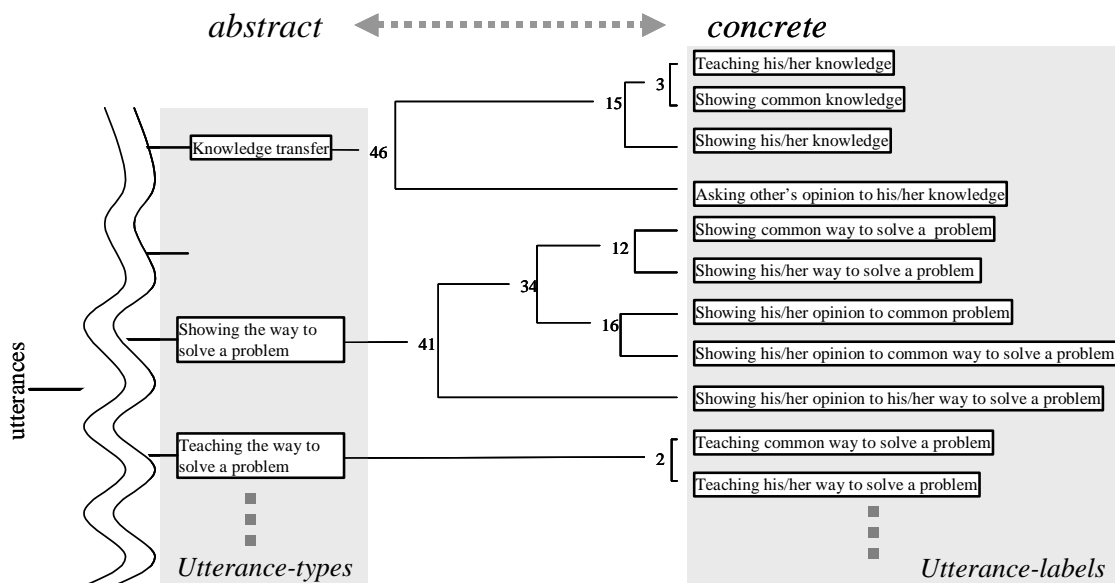 abstract
concrete
Teaching his/her knowledge
3
Showing common knowledge
15
Showing his/her knowledge
Knowledge transfer
46
Asking other's opinion to his/her knowledge
Showing common way to solve a  problem
12
Showing his/her way to solve a problem
34
Showing his/her opinion to common problem
16
Showing the way to
solve a problem
41
Showing his/her opinion to common way to solve a problem
utterances
Showing his/her opinion to his/her way to solve a problem
Teaching the way to
solve a problem
Teaching common way to solve a problem
2
Teaching his/her way to solve a problem
Utterance-types
Utterance-labels